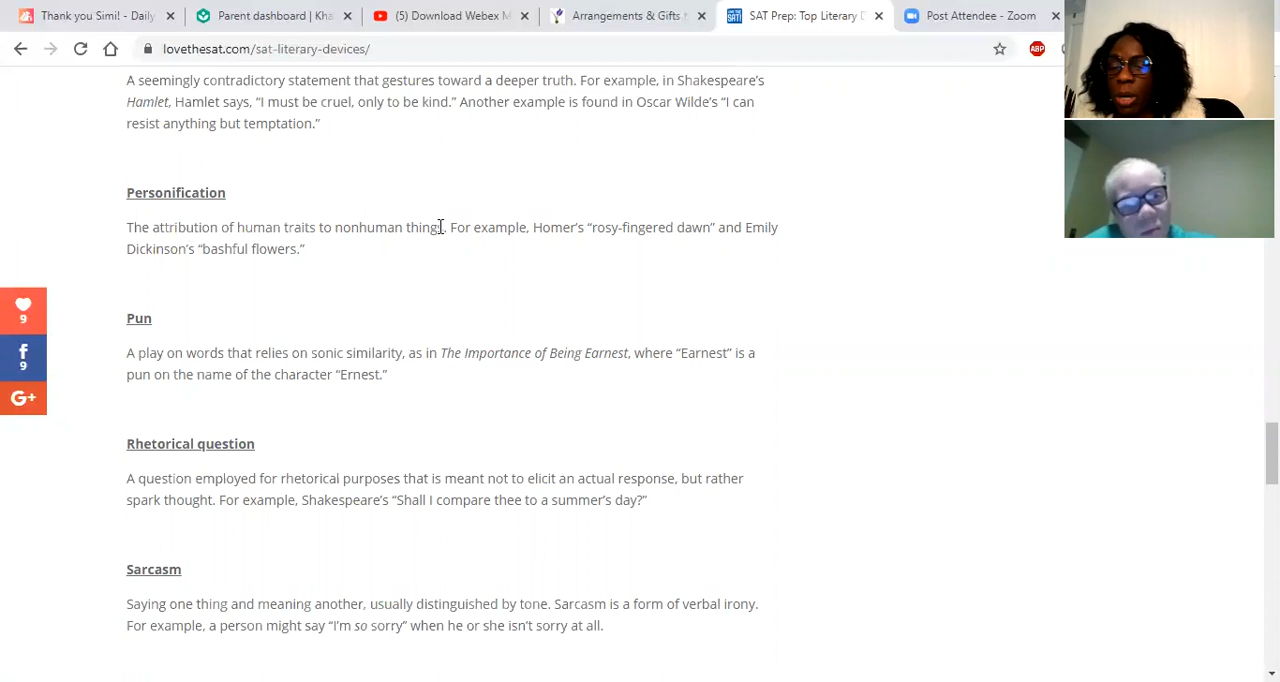 Thank you Simi! - Daily
Parent dashboard | Kha
(5) Download Webex M
Arrangements & Gifts
SAT Prep: Top Literary D
Post Attendee - Zoom
lovethesat.com/sat-literary-devices/
ABP
A seemingly contradictory statement that gestures toward a deeper truth. For example, in Shakespeare’s
Hamlet, Hamlet says, “I must be cruel, only to be kind.” Another example is found in Oscar Wilde’s “I can
resist anything but temptation.”
Personification
The attribution of human traits to nonhuman things. For example, Homer’s “rosy-fingered dawn” and Emily
Dickinson’s “bashful flowers.”
Pun
A play on words that relies on sonic similarity, as in The Importance of Being Earnest, where “Earnest” is a
pun on the name of the character “Ernest.”
Rhetorical question
A question employed for rhetorical purposes that is meant not to elicit an actual response, but rather
spark thought. For example, Shakespeare’s “Shall I compare thee to a summer’s day?”
Sarcasm
Saying one thing and meaning another, usually distinguished by tone. Sarcasm is a form of verbal irony.
For example, a person might say “I’m so sorry” when he or she isn’t sorry at all.
9
f
9
G+